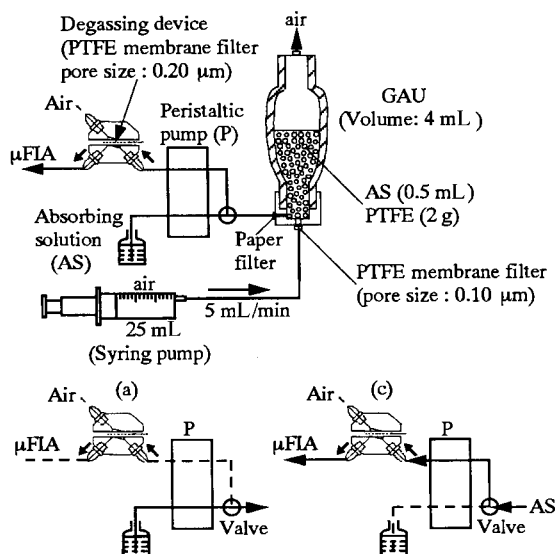 Degassing device
(PTFE membrane filter
pore size : 0.20 μm)
air
Air
Peristaltic
pump (P)
GAU
(Volume: 4 mL)
μFIA
AS (0.5 mL)
PTFE (2 g)
Absorbing
solution
(AS)
Paper
filter
PTFE membrane filter
(pore size : 0.10 μm)
air
25 mL
5 mL/min
(Syring pump)
(a)
(c)
Air
P
μFIA
Valve
Air
P
μFIA
AS
Valve